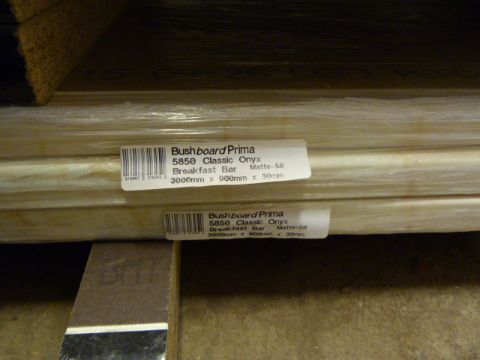 Bushboard Prima
5850 Classic Onyx
Breakfast Bar Matte-58
3000mm x 900mm x 30mm
Bushboard Prima
5850 Classic Onyx
Breakfast Bar Matte-58
3000mm x 900mm x 30mm